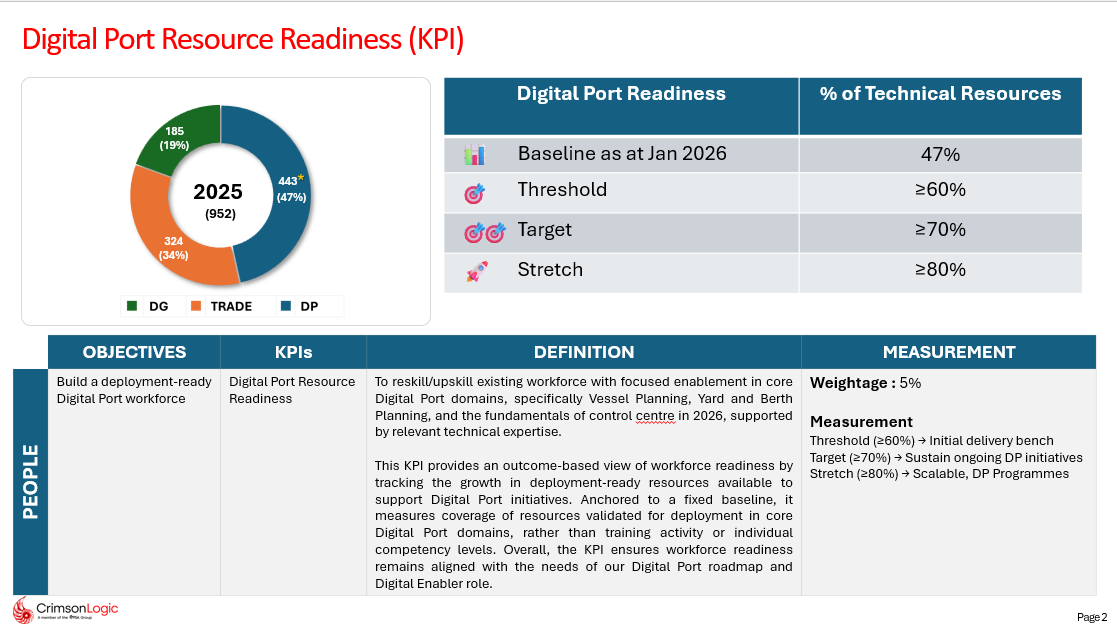 Digital Port Resource Readiness (KPI)
185
(19%)
443*
(47%)
2025
(952)
324
(34%)
DG TRADE DP
Digital Port Readiness % of Technical Resources
Baseline as at Jan 2026 47%
Threshold ≥60%
Target ≥70%
Stretch ≥80%
OBJECTIVES KPIs DEFINITION MEASUREMENT
PEOPLE
Build a deployment-ready
Digital Port workforce
Digital Port Resource
Readiness
To reskill/upskill existing workforce with focused enablement in core
Digital Port domains, specifically Vessel Planning, Yard and Berth
Planning, and the fundamentals of control centre in 2026, supported
by relevant technical expertise.
This KPI provides an outcome-based view of workforce readiness by
tracking the growth in deployment-ready resources available to
support Digital Port initiatives. Anchored to a fixed baseline, it
measures coverage of resources validated for deployment in core
Digital Port domains, rather than training activity or individual
competency levels. Overall, the KPI ensures workforce readiness
remains aligned with the needs of our Digital Port roadmap and
Digital Enabler role.
Weightage : 5%
Measurement
Threshold (≥60%) → Initial delivery bench
Target (≥70%) → Sustain ongoing DP initiatives
Stretch (≥80%) → Scalable, DP Programmes
CrimsonLogic
A member of the PSA Group
Page 2